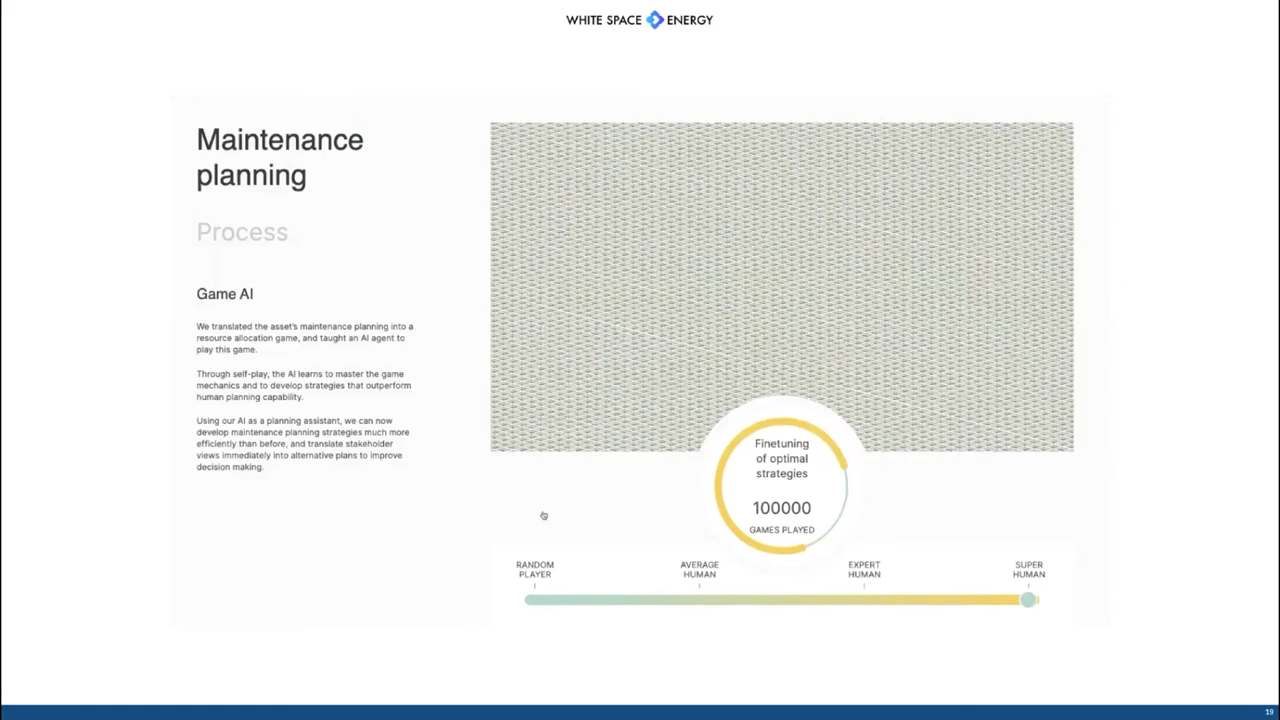 WHITE SPACE ENERGY
Maintenance
planning
Process
Game AI
We translated the asset's maintenance planning into a
resource allocation game, and taught an AI agent to
play this game.
Through self-play, the AI learns to master the game
mechanics and to develop strategies that outperform
human planning capability.
Using our AI as a planning assistant, we can now
develop maintenance planning strategies much more
efficiently than before, and translate stakeholder
views immediately into alternative plans to improve
decision making.
Finetuning
of optimal
strategies
100000
GAMES PLAYED
RANDOM
PLAYER
AVERAGE
HUMAN
EXPERT
HUMAN
SUPER
HUMAN
19